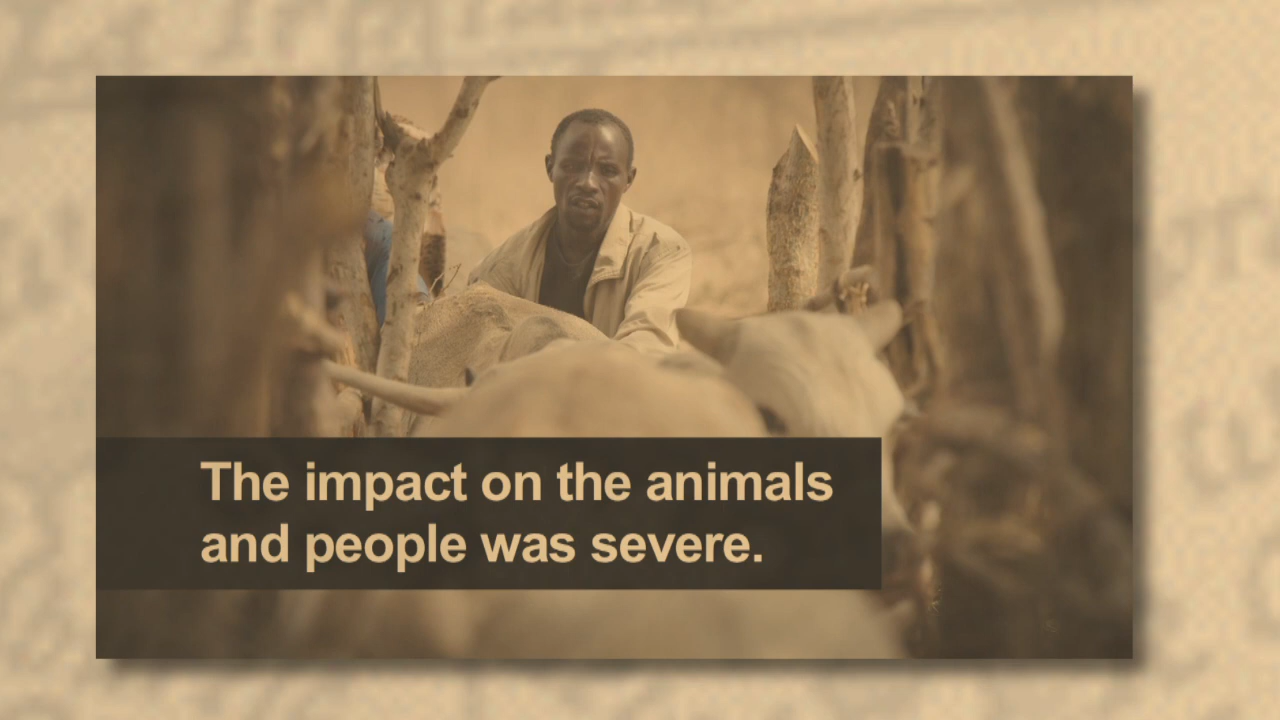 The impact on the animals
and people was severe.